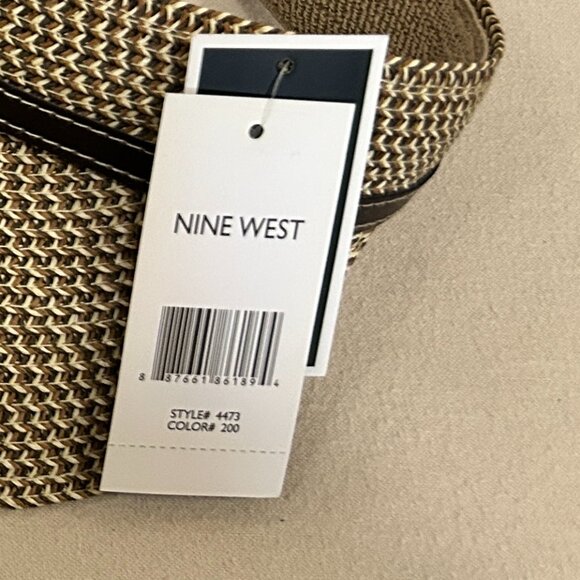 NINE WEST
8 87661 86189 4
STYLE# 4473
COLOR# 200